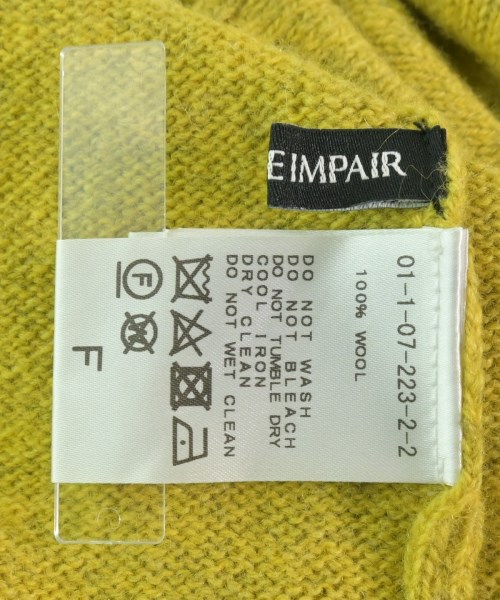 E IMPAIR
01-1-07-223-2-2
100% WOOL
DO NOT WASH
DO NOT BLEACH
DO NOT TUMBLE DRY
COOL IRON
DRY CLEAN
DO NOT WET CLEAN
F
W
F